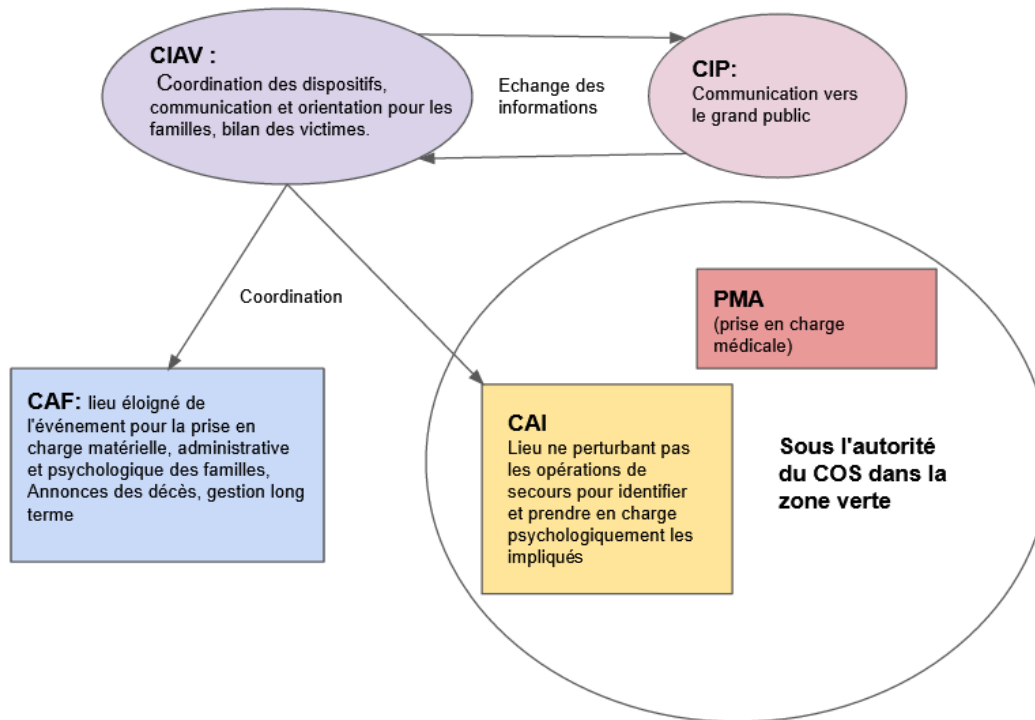 CIAV :
Coordination des dispositifs,
communication et orientation pour les
familles, bilan des victimes.
Echange des
informations
CIP:
Communication vers
le grand public
Coordination
PMA
(prise en charge
médicale)
CAF: lieu éloigné de
l'événement pour la prise en
charge matérielle, administrative
et psychologique des familles,
Annonces des décès, gestion long
terme
CAI
Lieu ne perturbant pas
les opérations de
secours pour identifier
et prendre en charge
psychologiquement les
impliqués
Sous l'autorité
du COS dans la
zone verte